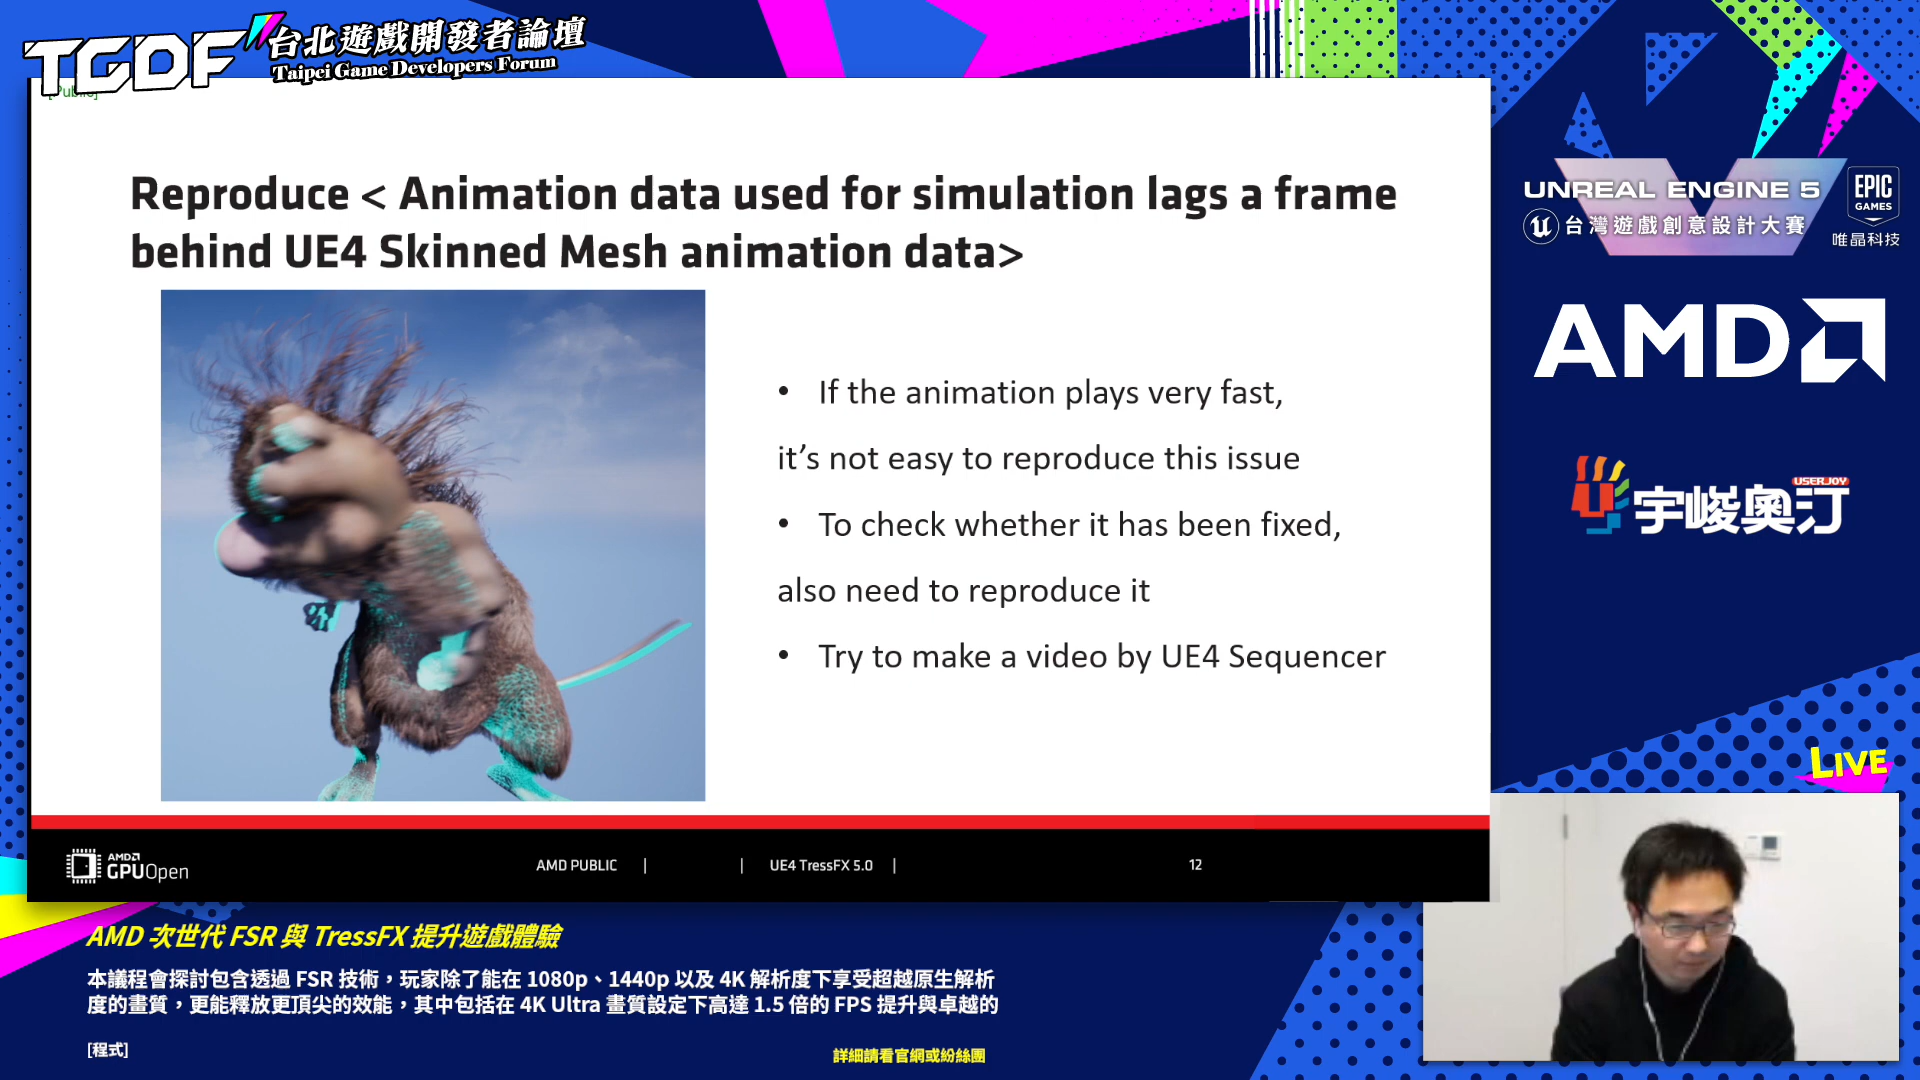 TGDF 台北遊戲開發者論壇
Taipei Game Developers Forum
[Public]
Reproduce < Animation data used for simulation lags a frame
behind UE4 Skinned Mesh animation data>
• If the animation plays very fast,
it’s not easy to reproduce this issue
• To check whether it has been fixed,
also need to reproduce it
• Try to make a video by UE4 Sequencer
AMD
GPUOpen
AMD PUBLIC | | UE4 TressFX 5.0 | 12
UNREAL ENGINE 5
台灣遊戲創意設計大賽
EPIC
GAMES
唯晶科技
AMD
USERJOY
宇峻奧汀
LIVE
AMD 次世代 FSR 與 TressFX 提升遊戲體驗
本議程會探討包含透過 FSR 技術，玩家除了能在 1080p、1440p 以及 4K 解析度下享受超越原生解析
度的畫質，更能釋放更頂尖的效能，其中包括在 4K Ultra 畫質設定下高達 1.5 倍的 FPS 提升與卓越的
[程式]
詳細請看官網或紛絲團